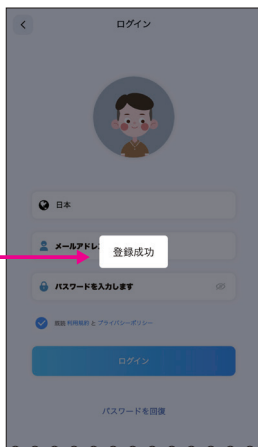 ログイン
日本
メールアドレ
登録成功
パスワードを入力します
利用規約 と プライバシーポリシー
ログイン
パスワードを回復